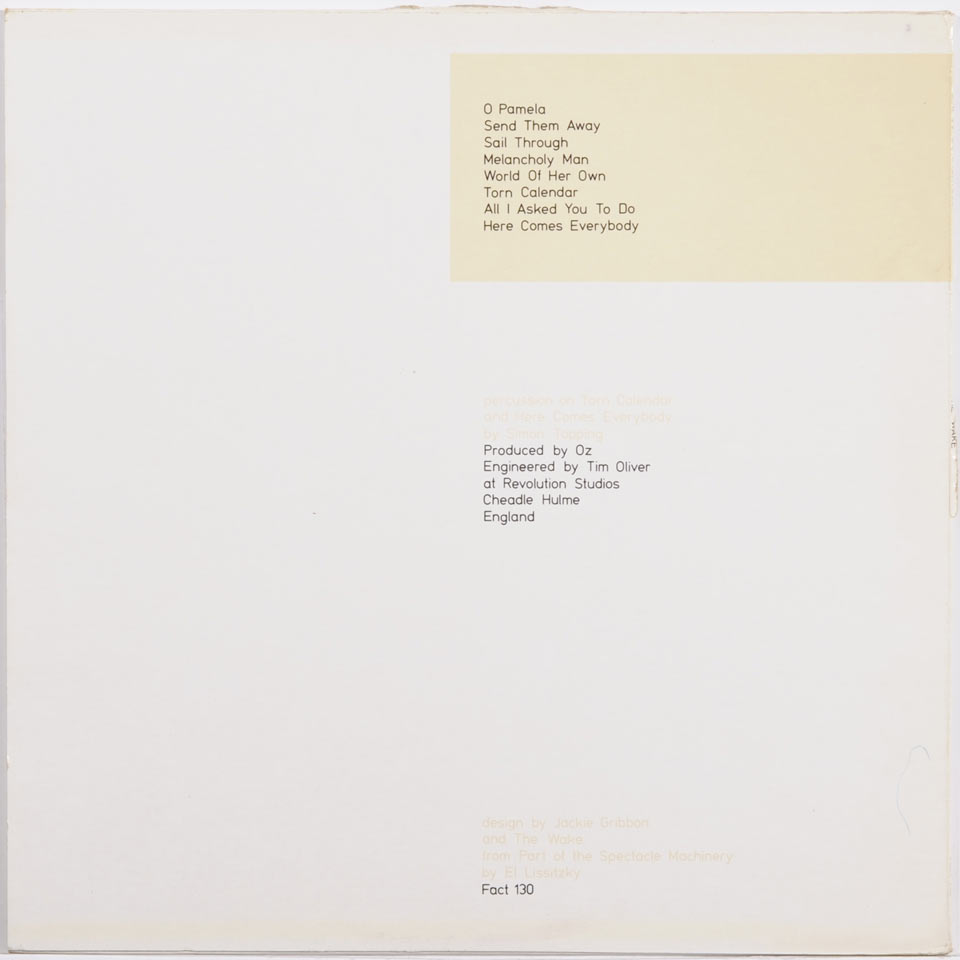 O Pamela
Send Them Away
Sail Through
Melancholy Man
World Of Her Own
Torn Calendar
All I Asked You To Do
Here Comes Everybody
percussion on Torn Calendar
and Here Comes Everybody
by Simon Topping
Produced by Oz
Engineered by Tim Oliver
at Revolution Studios
Cheadle Hulme
England
design by Jackie Gribbon
and The Wake
from Part of the Spectacle Machinery
by El Lissitzky
Fact 130